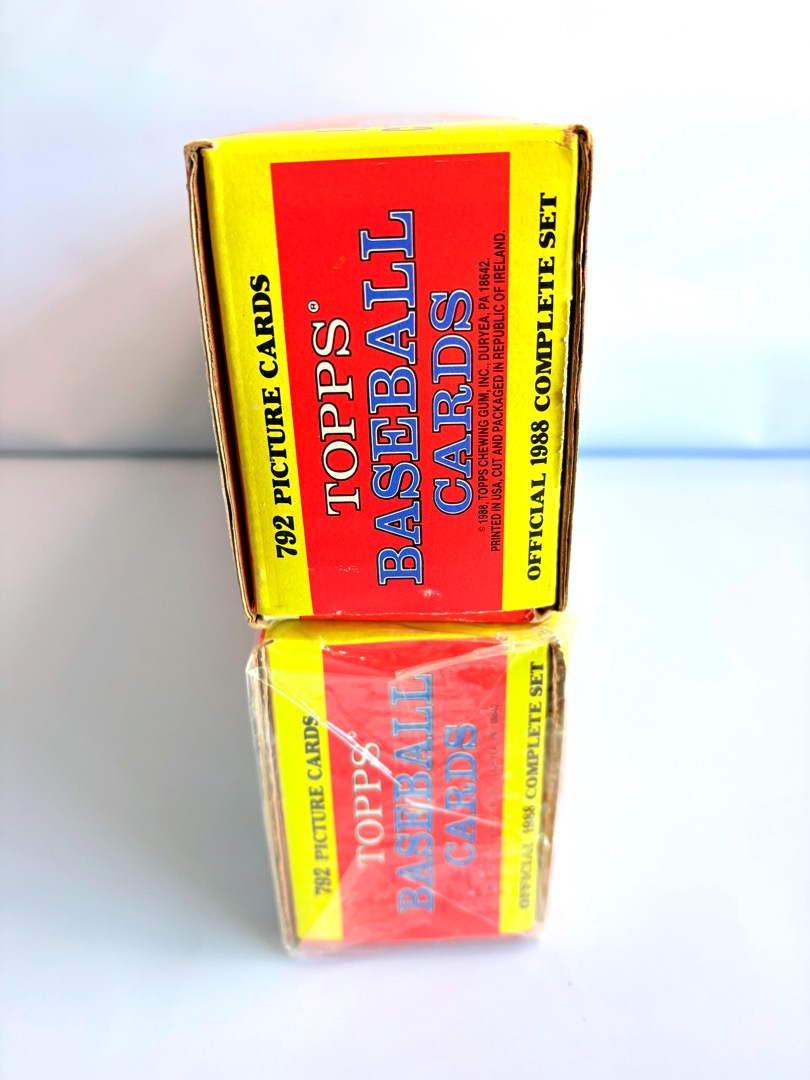 792 PICTURE CARDS
TOPPS®
BASEBALL
CARDS
© 1988, TOPPS CHEWING GUM, INC., DURYEA, PA 18642.
PRINTED IN USA, CUT AND PACKAGED IN REPUBLIC OF IRELAND.
OFFICIAL 1988 COMPLETE SET
792 PICTURE CARDS
TOPPS®
BASEBALL
CARDS
OFFICIAL 1988 COMPLETE SET